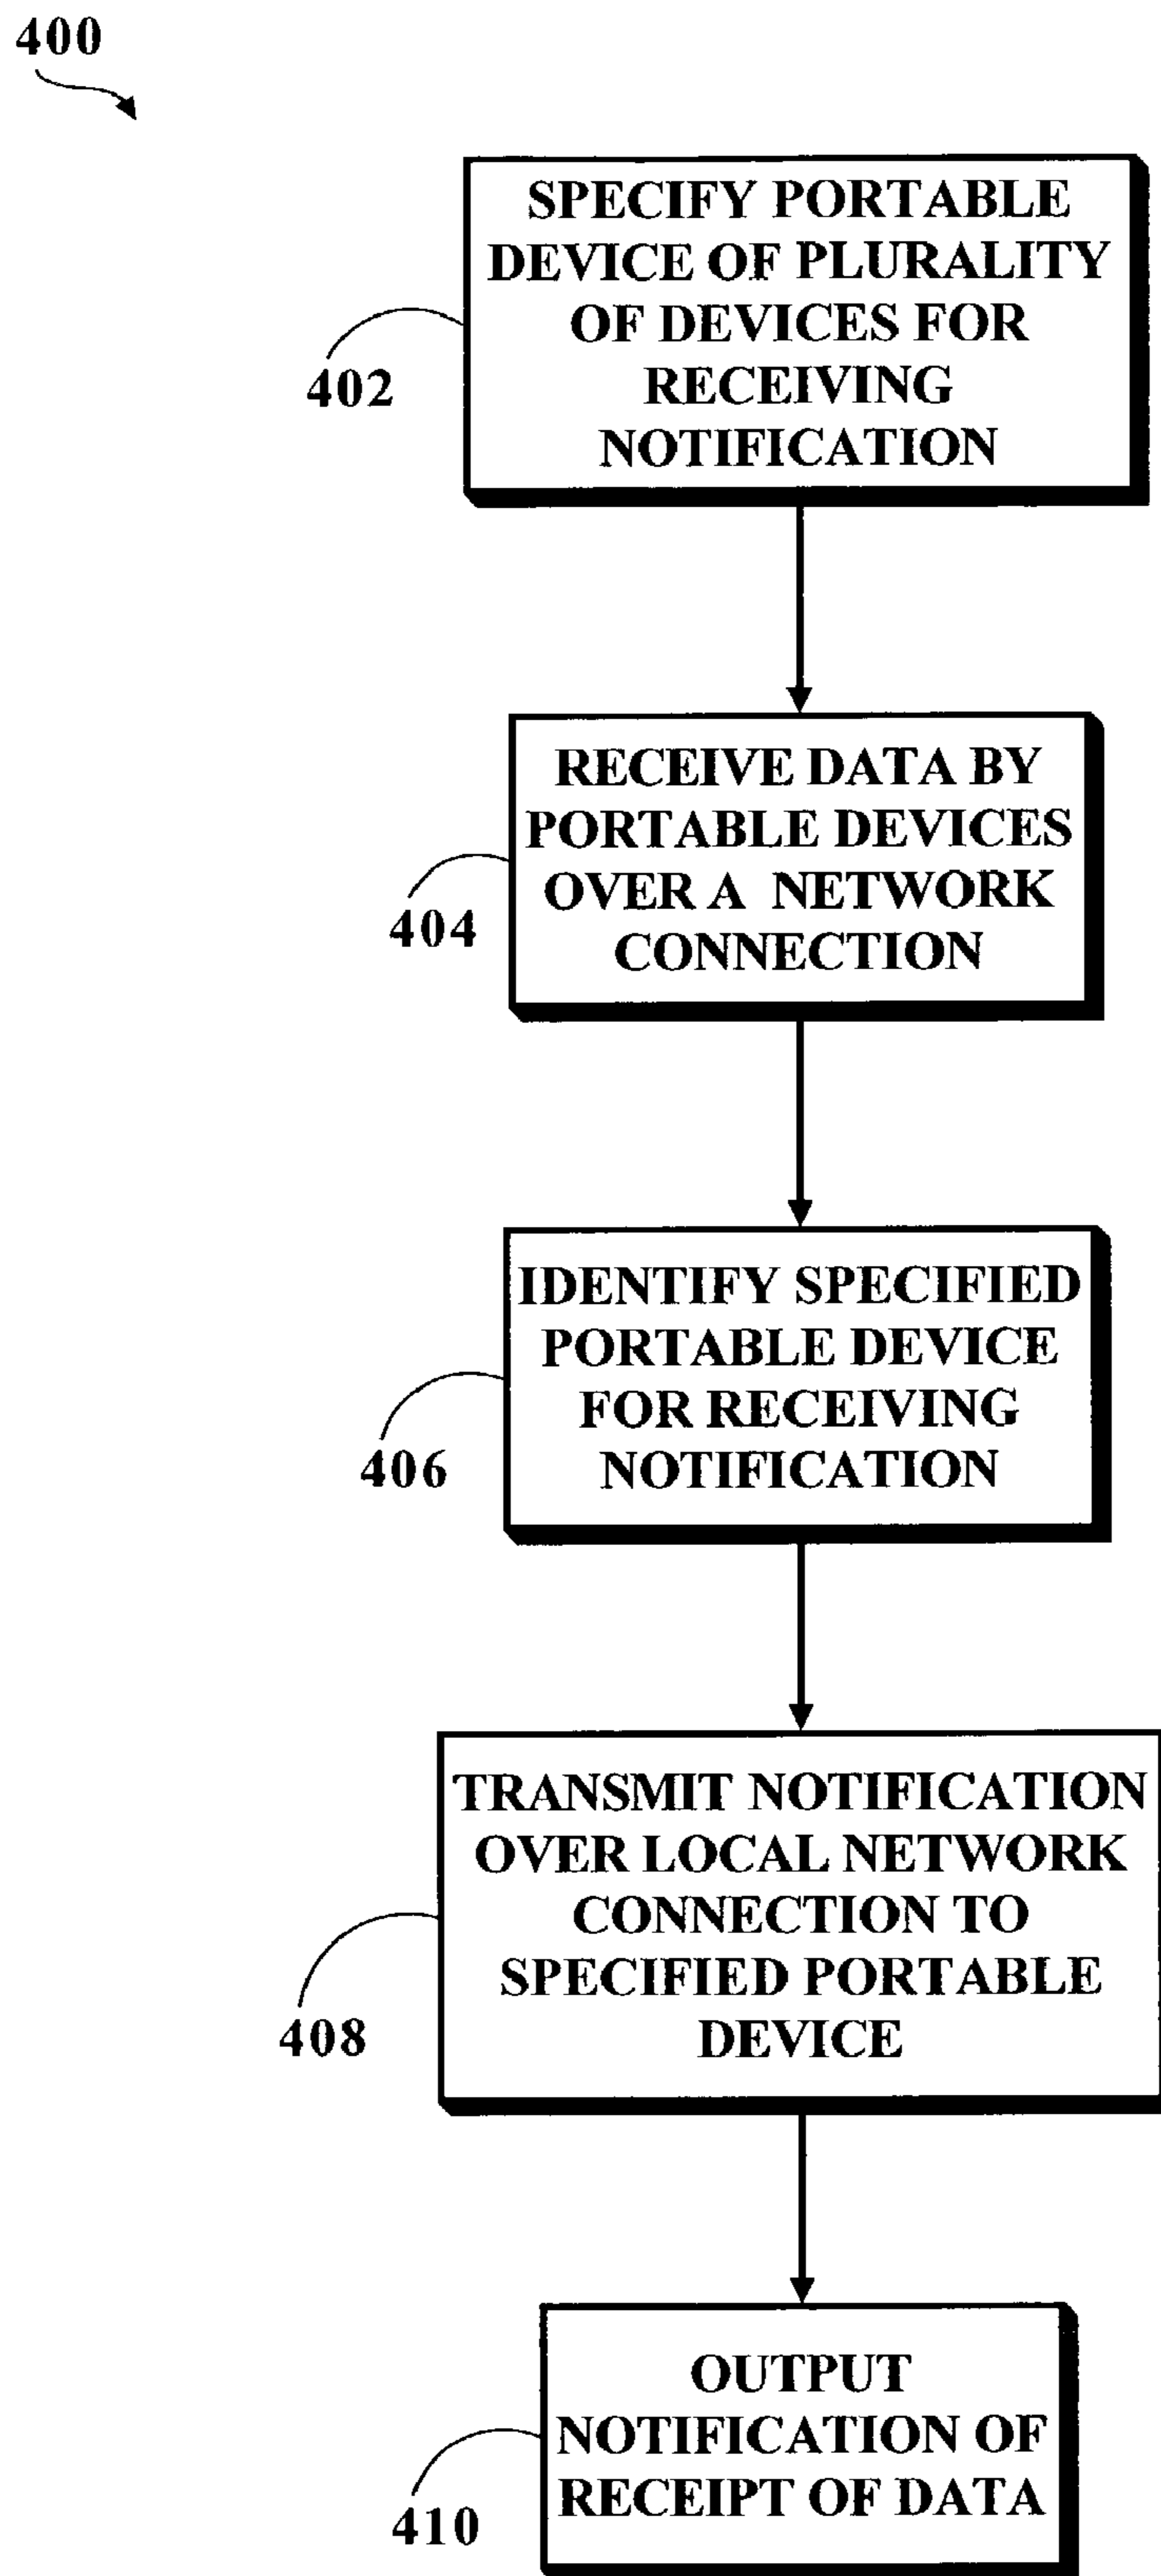 400
SPECIFY PORTABLE
DEVICE OF PLURALITY
OF DEVICES FOR
RECEIVING
NOTIFICATION
402
RECEIVE DATA BY
PORTABLE DEVICES
OVER A NETWORK
CONNECTION
404
IDENTIFY SPECIFIED
PORTABLE DEVICE
FOR RECEIVING
NOTIFICATION
406
TRANSMIT NOTIFICATION
OVER LOCAL NETWORK
CONNECTION TO
SPECIFIED PORTABLE
DEVICE
408
OUTPUT
NOTIFICATION OF
RECEIPT OF DATA
410